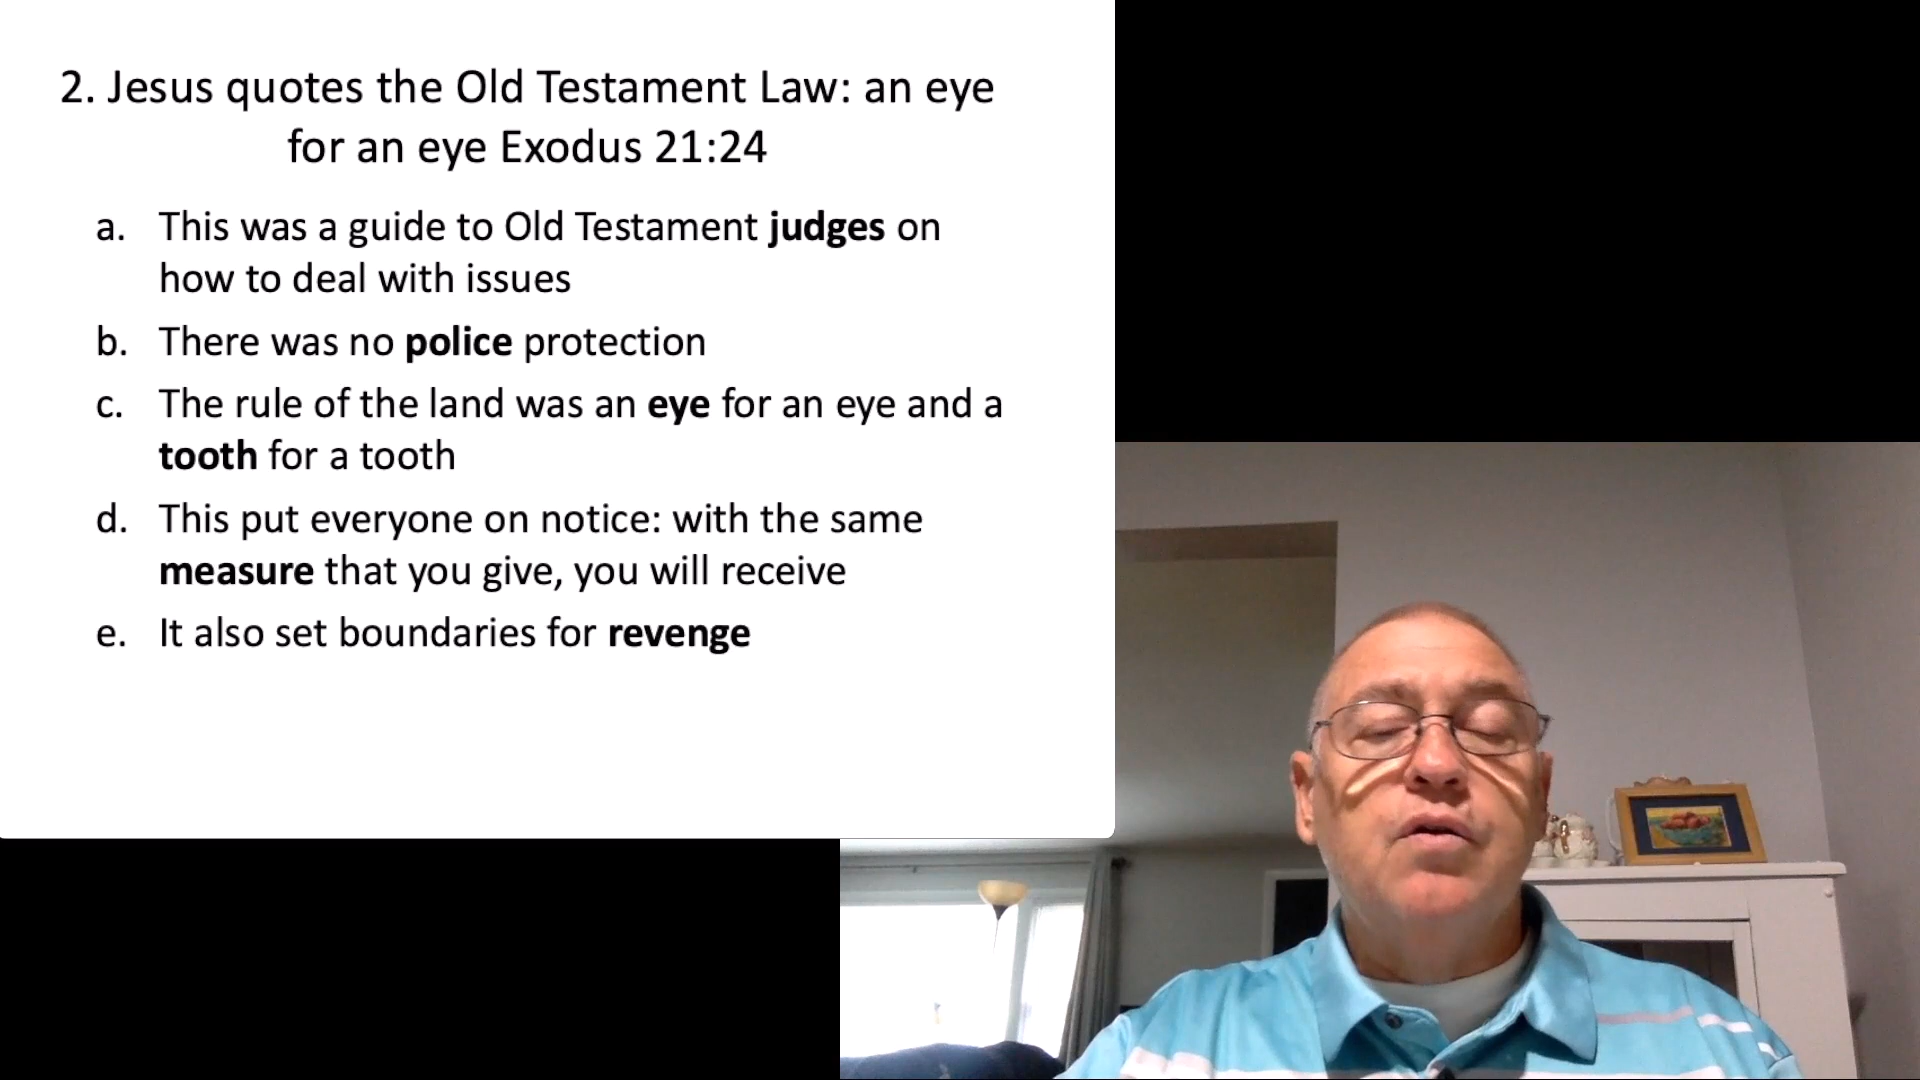 2. Jesus quotes the Old Testament Law: an eye
for an eye Exodus 21:24
a. This was a guide to Old Testament judges on
how to deal with issues
b. There was no police protection
c. The rule of the land was an eye for an eye and a
tooth for a tooth
d. This put everyone on notice: with the same
measure that you give, you will receive
e. It also set boundaries for revenge